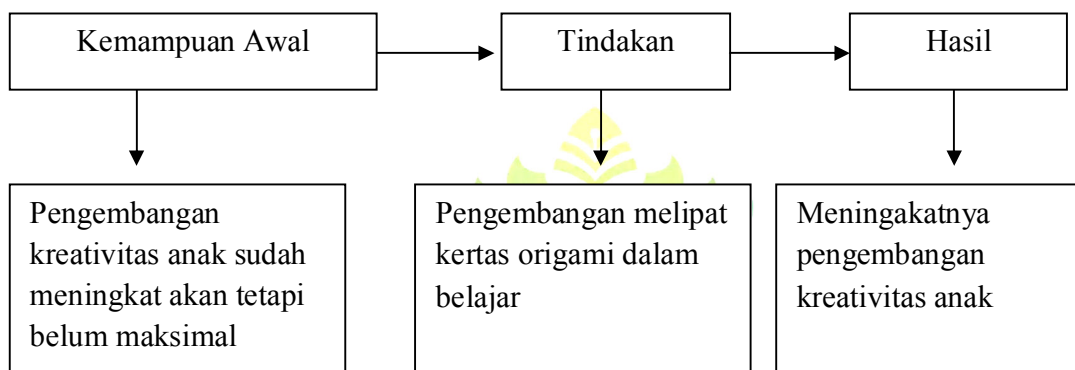 Kemampuan Awal
Tindakan
Hasil
Pengembangan
kreativitas anak sudah
meningkat akan tetapi
belum maksimal
Pengembangan melipat
kertas origami dalam
belajar
Meningakatnya
pengembangan
kreativitas anak